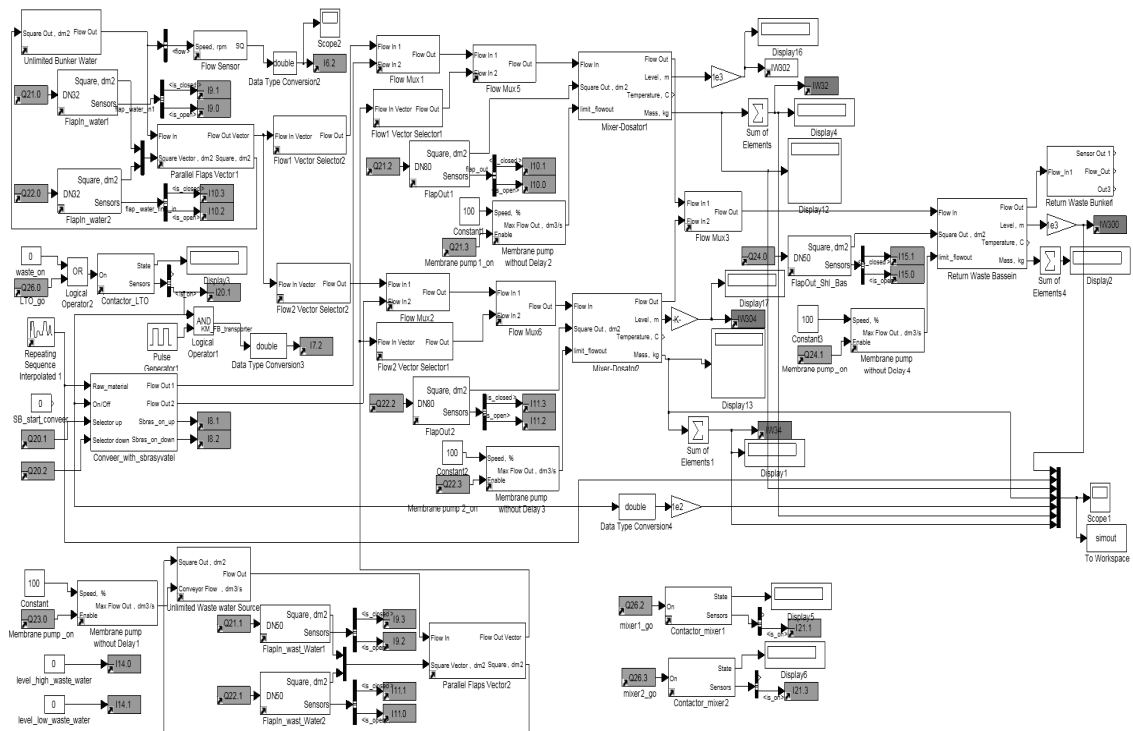 Square Out, dm2
Flow Out
Unlimited Bunker Water
<flow>
Speed, rpm
SQ
Flow Sensor
double
Data Type Conversion2
Scope2
I6.2
Q21.0
DN32
Square, dm2
Sensors
FlapIn_water1
<is_closed>
<is_open>
I9.1
I9.0
Flow In
Flow Out Vector
Square Vector , dm2
Square, dm2
Parallel Flaps Vector1
Q22.0
DN32
Square, dm2
Sensors
FlapIn_water2
<is_closed>
<is_open>
I10.3
I10.2
Flow In Vector
Flow Out
Flow1 Vector Selector2
Flow In 1
Flow In 2
Flow Out
Flow Mux 1
Flow In 1
Flow In 2
Flow Out
Flow Mux 5
Flow In Vector
Flow Out
Flow1 Vector Selector1
Q21.2
DN80
Square, dm2
Sensors
FlapOut1
flap_out
I10.1
I10.0
100
Constant1
Q21.3
Membrane pump 1_on
Speed, %
Enable
Max Flow Out , dm3/s
Membrane pump
without Delay 2
Flow In
Square Out , dm2
limit_flowout
Flow Out
Level, m
Temperature, C
Mass, kg
Mixer-Dosator1
1e3
Display16
IW302
IW32
Display4
Sum of
Elements
Display12
Flow In 1
Flow In 2
Flow Out
Flow Mux3
Q24.0
DN50
Square, dm2
Sensors
FlapOut_Shl_Bas
<is_closed>
<is_open>
I15.1
I15.0
100
Constant3
Q24.1
Membrane pump _on
Speed, %
Enable
Max Flow Out , dm3/s
Membrane pump
without Delay 4
Flow In
Square Out , dm2
limit_flowout
Flow Out
Level, m
Temperature, C
Mass, kg
Return Waste Bassein
Flow_In1
Sensor Out 1
Flow_Out
Out3
Return Waste Bunker
1e3
IW300
Sum of
Elements4
Display2
0
waste_on
Q26.0
LTO_go
OR
Logical
Operator2
On
State
Sensors
Contactor_LTO
Display3
<is_on>
I20.1
AND
KM_FB_transporter
Logical
Operator1
Pulse
Generator1
double
Data Type Conversion3
I7.2
Repeating
Sequence
Interpolated 1
0
SB_start_conveer
Q20.1
Q20.2
Raw_material
On/Off
Selector up
Selector down
Flow Out 1
Flow Out 2
Sbras_on_up
Sbras_on_down
Conveer_with_sbrasyvatel
I8.1
I8.2
Flow In Vector
Flow Out
Flow2 Vector Selector2
Flow In 1
Flow In 2
Flow Out
Flow Mux2
Flow In 1
Flow In 2
Flow Out
Flow Mux6
Flow In Vector
Flow Out
Flow2 Vector Selector1
Q22.2
DN80
Square, dm2
Sensors
FlapOut2
I11.3
I11.2
100
Constant2
Q22.3
Membrane pump 2_on
Speed, %
Enable
Max Flow Out , dm3/s
Membrane pump
without Delay 3
Flow In
Square Out , dm2
limit_flowout
Flow Out
Level, m
Temperature, C
Mass, kg
Mixer-Dosator2
-K-
Display17
IW304
Display13
Sum of
Elements1
IW34
Display1
double
Data Type Conversion4
1e2
Scope1
simout
To Workspace
100
Constant
Q23.0
Membrane pump _on
Speed, %
Enable
Max Flow Out , dm3/s
Membrane pump
without Delay1
Square Out , dm2
Conveyor Flow , dm3/s
Flow Out
Unlimited Waste water Source
0
level_high_waste_water
I14.0
0
level_low_waste_water
I14.1
Q21.1
DN50
Square, dm2
Sensors
FlapIn_wast_Water1
<is_closed>
<is_open>
I9.3
I9.2
Q22.1
DN50
Square, dm2
Sensors
FlapIn_wast_Water2
<is_closed>
<is_open>
I11.1
I11.0
Flow In
Flow Out Vector
Square Vector , dm2
Square, dm2
Parallel Flaps Vector2
Q26.2
mixer1_go
On
State
Sensors
Contactor_mixer1
Display5
<is_on>
I21.1
Q26.3
mixer2_go
On
State
Sensors
Contactor_mixer2
Display6
<is_on>
I21.3